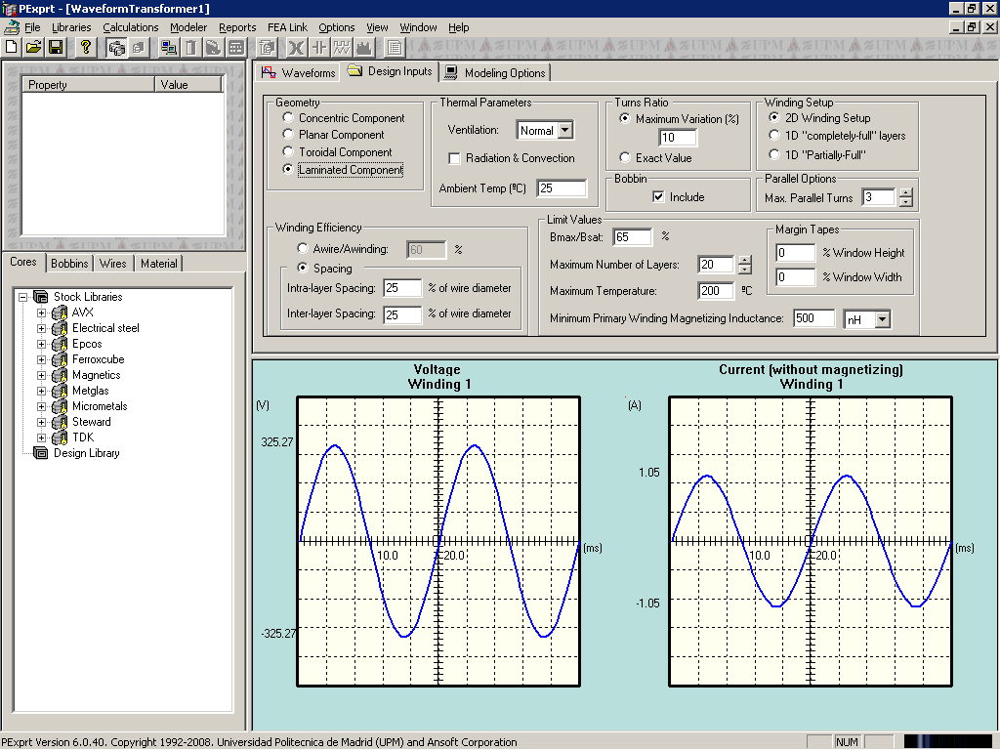 PExprt - [WaveformTransformer1]
File Libraries Calculations Modeler Reports FEA Link Options View Window Help
Property Value
Cores Bobbins Wires Material
Stock Libraries
AVX
Electrical steel
Epcos
Ferroxcube
Magnetics
Metglas
Micrometals
Steward
TDK
Design Library
Waveforms Design Inputs Modeling Options
Geometry
Concentric Component
Planar Component
Toroidal Component
Laminated Component
Thermal Parameters
Ventilation: Normal
Radiation & Convection
Ambient Temp (ºC) 25
Turns Ratio
Maximum Variation (%)
10
Exact Value
Bobbin
Include
Winding Setup
2D Winding Setup
1D "completely-full" layers
1D "Partially-Full"
Parallel Options
Max. Parallel Turns 3
Winding Efficiency
Awire/Awinding: 60 %
Spacing
Intra-layer Spacing: 25 % of wire diameter
Inter-layer Spacing: 25 % of wire diameter
Limit Values
Bmax/Bsat: 65 %
Maximum Number of Layers: 20
Maximum Temperature: 200 ºC
Minimum Primary Winding Magnetizing Inductance: 500 nH
Margin Tapes
0 % Window Height
0 % Window Width
Voltage
Winding 1
(V)
325.27
10.0 20.0 (ms)
-325.27
Current (without magnetizing)
Winding 1
(A)
1.05
10.0 20.0 (ms)
-1.05
PExprt Version 6.0.40. Copyright 1992-2008. Universidad Politecnica de Madrid (UPM) and Ansoft Corporation NUM